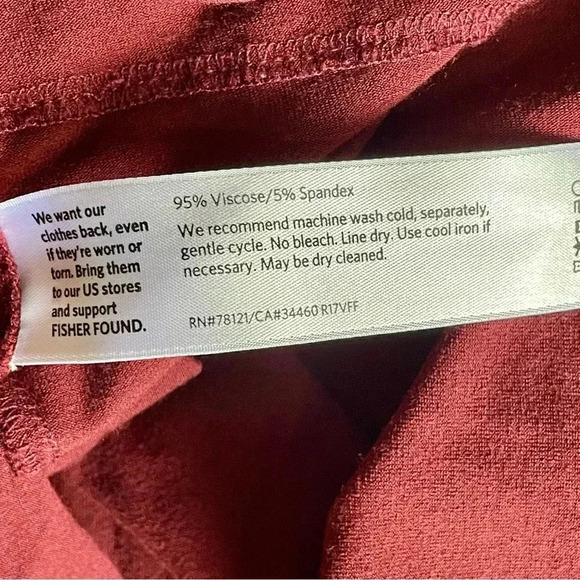 We want our
clothes back, even
if they're worn or
torn. Bring them
to our US stores
and support
FISHER FOUND.
95% Viscose/5% Spandex
We recommend machine wash cold, separately,
gentle cycle. No bleach. Line dry. Use cool iron if
necessary. May be dry cleaned.
RN#78121/CA#34460 R17VFF